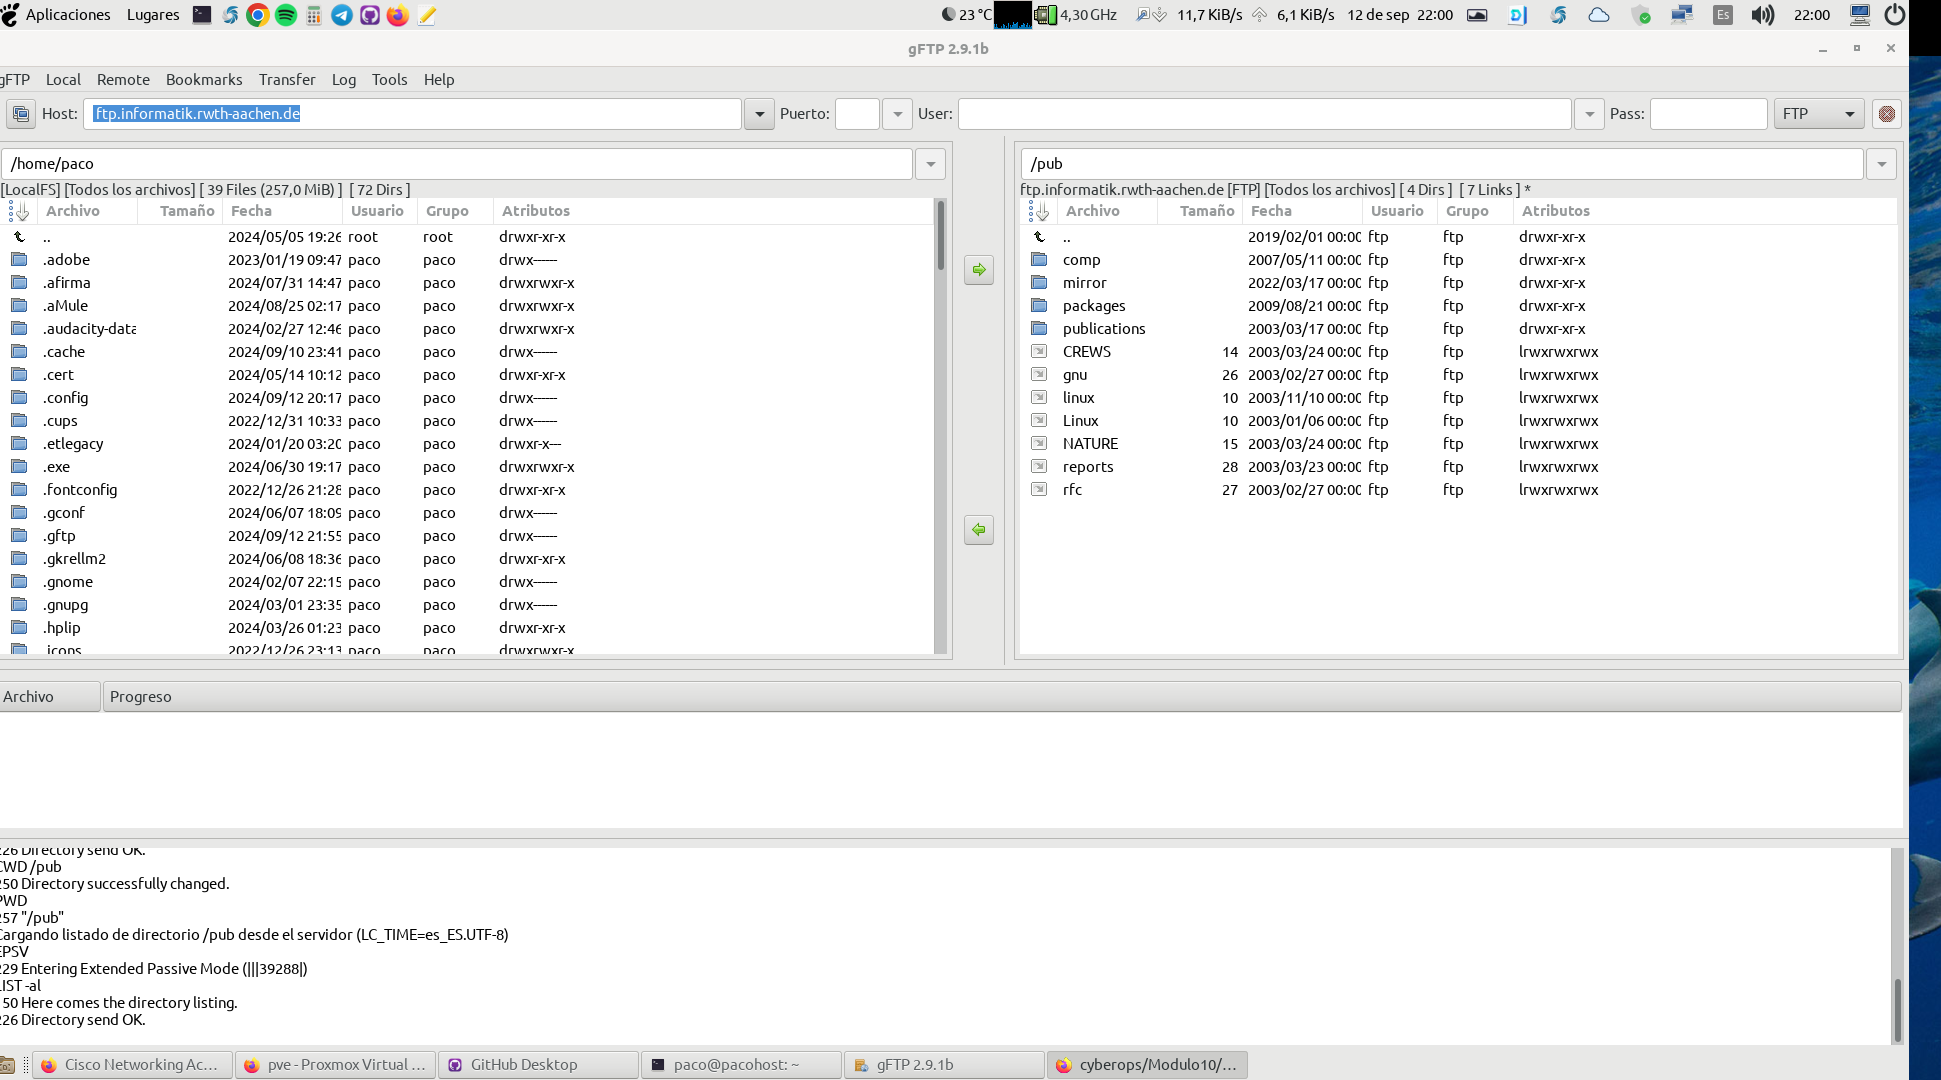 Aplicaciones Lugares 23 °C 4,30 GHz 11,7 KiB/s 6,1 KiB/s 12 de sep 22:00 Es 22:00
gFTP 2.9.1b
gFTP Local Remote Bookmarks Transfer Log Tools Help
Host: ftp.informatik.rwth-aachen.de Puerto: User: Pass: FTP
/home/paco
[LocalFS] [Todos los archivos] [ 39 Files (257,0 MiB) ] [ 72 Dirs ]
Archivo Tamaño Fecha Usuario Grupo Atributos
.. 2024/05/05 19:26 root root drwxr-xr-x
.adobe 2023/01/19 09:47 paco paco drwx------
.afirma 2024/07/31 14:47 paco paco drwxrwxr-x
.aMule 2024/08/25 02:17 paco paco drwxrwxr-x
.audacity-data 2024/02/27 12:46 paco paco drwxrwxr-x
.cache 2024/09/10 23:41 paco paco drwx------
.cert 2024/05/14 10:12 paco paco drwxr-xr-x
.config 2024/09/12 20:17 paco paco drwx------
.cups 2022/12/31 10:33 paco paco drwx------
.etlegacy 2024/01/20 03:20 paco paco drwxr-x---
.exe 2024/06/30 19:17 paco paco drwxrwxr-x
.fontconfig 2022/12/26 21:28 paco paco drwxr-xr-x
.gconf 2024/06/07 18:09 paco paco drwx------
.gftp 2024/09/12 21:55 paco paco drwx------
.gkrellm2 2024/06/08 18:36 paco paco drwxr-xr-x
.gnome 2024/02/07 22:15 paco paco drwx------
.gnupg 2024/03/01 23:35 paco paco drwx------
.hplip 2024/03/26 01:23 paco paco drwxr-xr-x
.icons 2022/12/26 23:13 paco paco drwxrwxr-x
/pub
ftp.informatik.rwth-aachen.de [FTP] [Todos los archivos] [ 4 Dirs ] [ 7 Links ] *
Archivo Tamaño Fecha Usuario Grupo Atributos
.. 2019/02/01 00:00 ftp ftp drwxr-xr-x
comp 2007/05/11 00:00 ftp ftp drwxr-xr-x
mirror 2022/03/17 00:00 ftp ftp drwxr-xr-x
packages 2009/08/21 00:00 ftp ftp drwxr-xr-x
publications 2003/03/17 00:00 ftp ftp drwxr-xr-x
CREWS 14 2003/03/24 00:00 ftp ftp lrwxrwxrwx
gnu 26 2003/02/27 00:00 ftp ftp lrwxrwxrwx
linux 10 2003/11/10 00:00 ftp ftp lrwxrwxrwx
Linux 10 2003/01/06 00:00 ftp ftp lrwxrwxrwx
NATURE 15 2003/03/24 00:00 ftp ftp lrwxrwxrwx
reports 28 2003/03/23 00:00 ftp ftp lrwxrwxrwx
rfc 27 2003/02/27 00:00 ftp ftp lrwxrwxrwx
Archivo Progreso
226 Directory send OK.
CWD /pub
250 Directory successfully changed.
PWD
257 "/pub"
Cargando listado de directorio /pub desde el servidor (LC_TIME=es_ES.UTF-8)
EPSV
229 Entering Extended Passive Mode (|||39288|)
LIST -al
150 Here comes the directory listing.
226 Directory send OK.
Cisco Networking Ac... pve - Proxmox Virtual ... GitHub Desktop paco@pacohost: ~ gFTP 2.9.1b cyberops/Modulo10/...